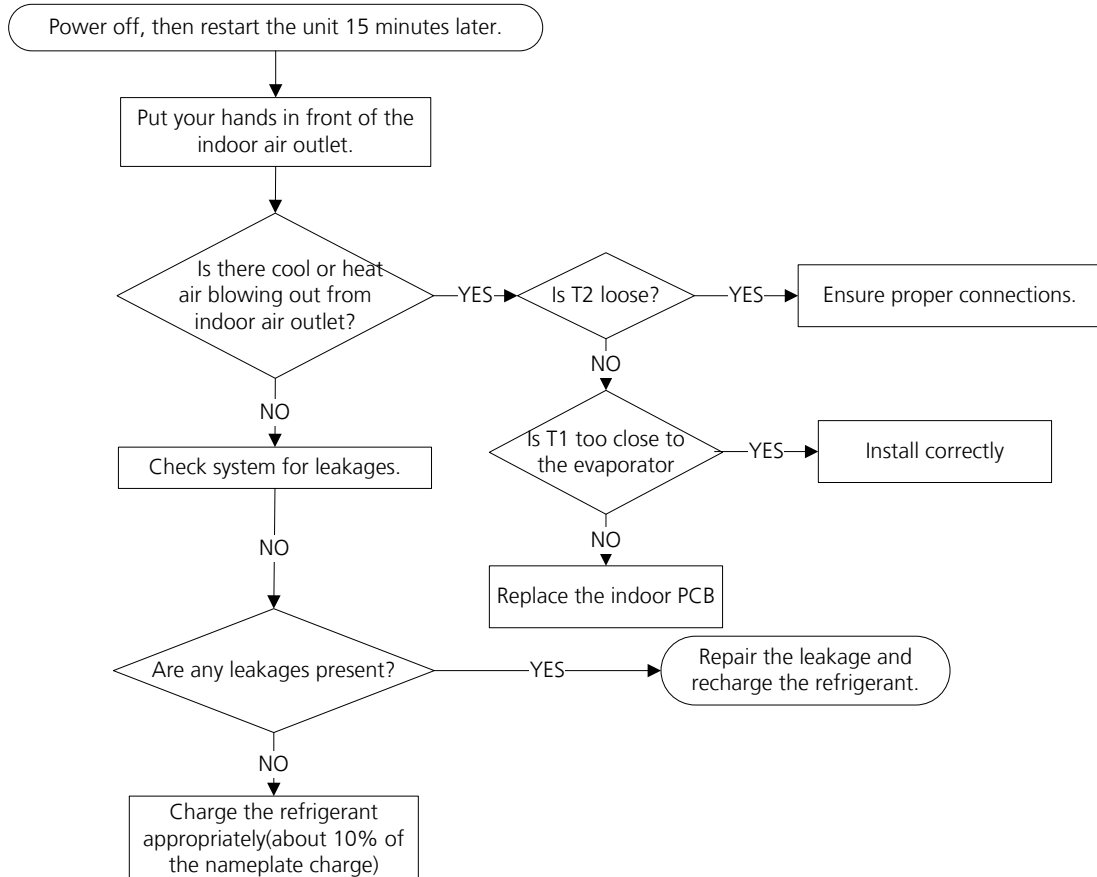 Power off, then restart the unit 15 minutes later.
Put your hands in front of the
indoor air outlet.
Is there cool or heat
air blowing out from
indoor air outlet?
YES
Is T2 loose?
YES
Ensure proper connections.
NO
NO
Is T1 too close to
the evaporator
YES
Install correctly
Check system for leakages.
NO
NO
Replace the indoor PCB
Are any leakages present?
YES
Repair the leakage and
recharge the refrigerant.
NO
Charge the refrigerant
appropriately(about 10% of
the nameplate charge)